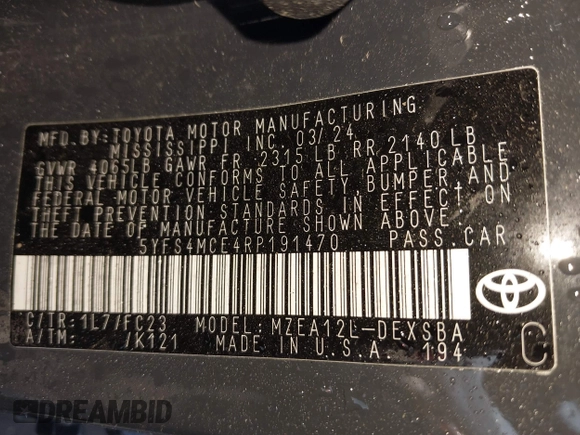 MFD.BY:TOYOTA MOTOR MANUFACTURING
MISSISSIPPI INC. 03/24
GVWR 4065LB GAWR FR 2315 LB RR 2140 LB
THIS VEHICLE CONFORMS TO ALL APPLICABLE
FEDERAL MOTOR VEHICLE SAFETY, BUMPER AND
THEFT PREVENTION STANDARDS IN EFFECT ON
THE DATE OF MANUFACTURE SHOWN ABOVE.
5YFS4MCE4RP191470 PASS.CAR
C/TR:1L7/FC23 MODEL:MZEA12L-DEXSBA
A/TM: /K121 MADE IN U.S.A. 194 C
DREAMBID